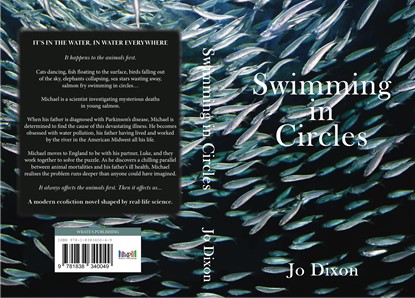 IT'S IN THE WATER. IN WATER EVERYWHERE
It happens to the animals first.
Cats dancing, fish floating to the surface, birds falling out
of the sky, elephants collapsing, sea stars wasting away,
salmon fry swimming in circles...
Michael is a scientist investigating mysterious deaths
in young salmon.
When his father is diagnosed with Parkinson's disease, Michael is
determined to find the cause of this devastating illness. He becomes
obsessed with water pollution, his father having lived and worked
by the river in the American Midwest all his life.
Michael moves to England to be with his partner, Luke, and they
work together to solve the puzzle. As he discovers a chilling parallel
between animal mortalities and his father's ill health, Michael
realises the problem runs deeper than anyone could have imagined.
It always affects the animals first. Then it affects us...
A modern ecofiction novel shaped by real-life science.
9 781838 340049
Swimming in Circles
Jo Dixon
Swimming
in
Circles
Jo Dixon